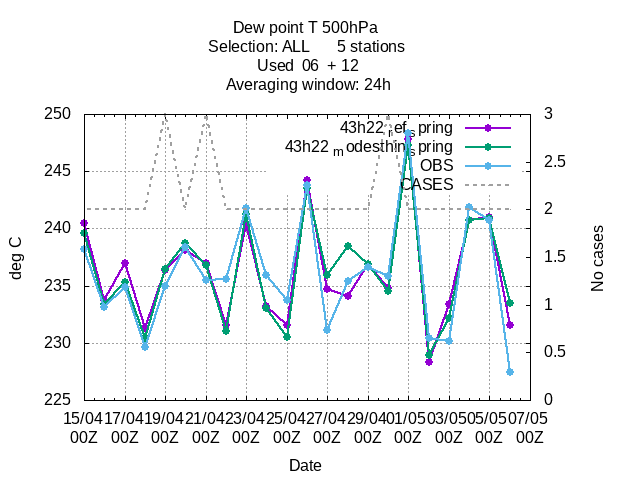 Dew point T 500hPa
Selection: ALL 5 stations
Used 06 + 12
Averaging window: 24h
250 3
43h22_ref_spring
43h22_modesthin_spring
245 OBS 2.5
CASES
240 2
deg C
235 1.5
No cases
1
230
0.5
225 0
15/04 17/04 19/04 21/04 23/04 25/04 27/04 29/04 01/05 03/05 05/05 07/05
00Z 00Z 00Z 00Z 00Z 00Z 00Z 00Z 00Z 00Z 00Z 00Z
Date